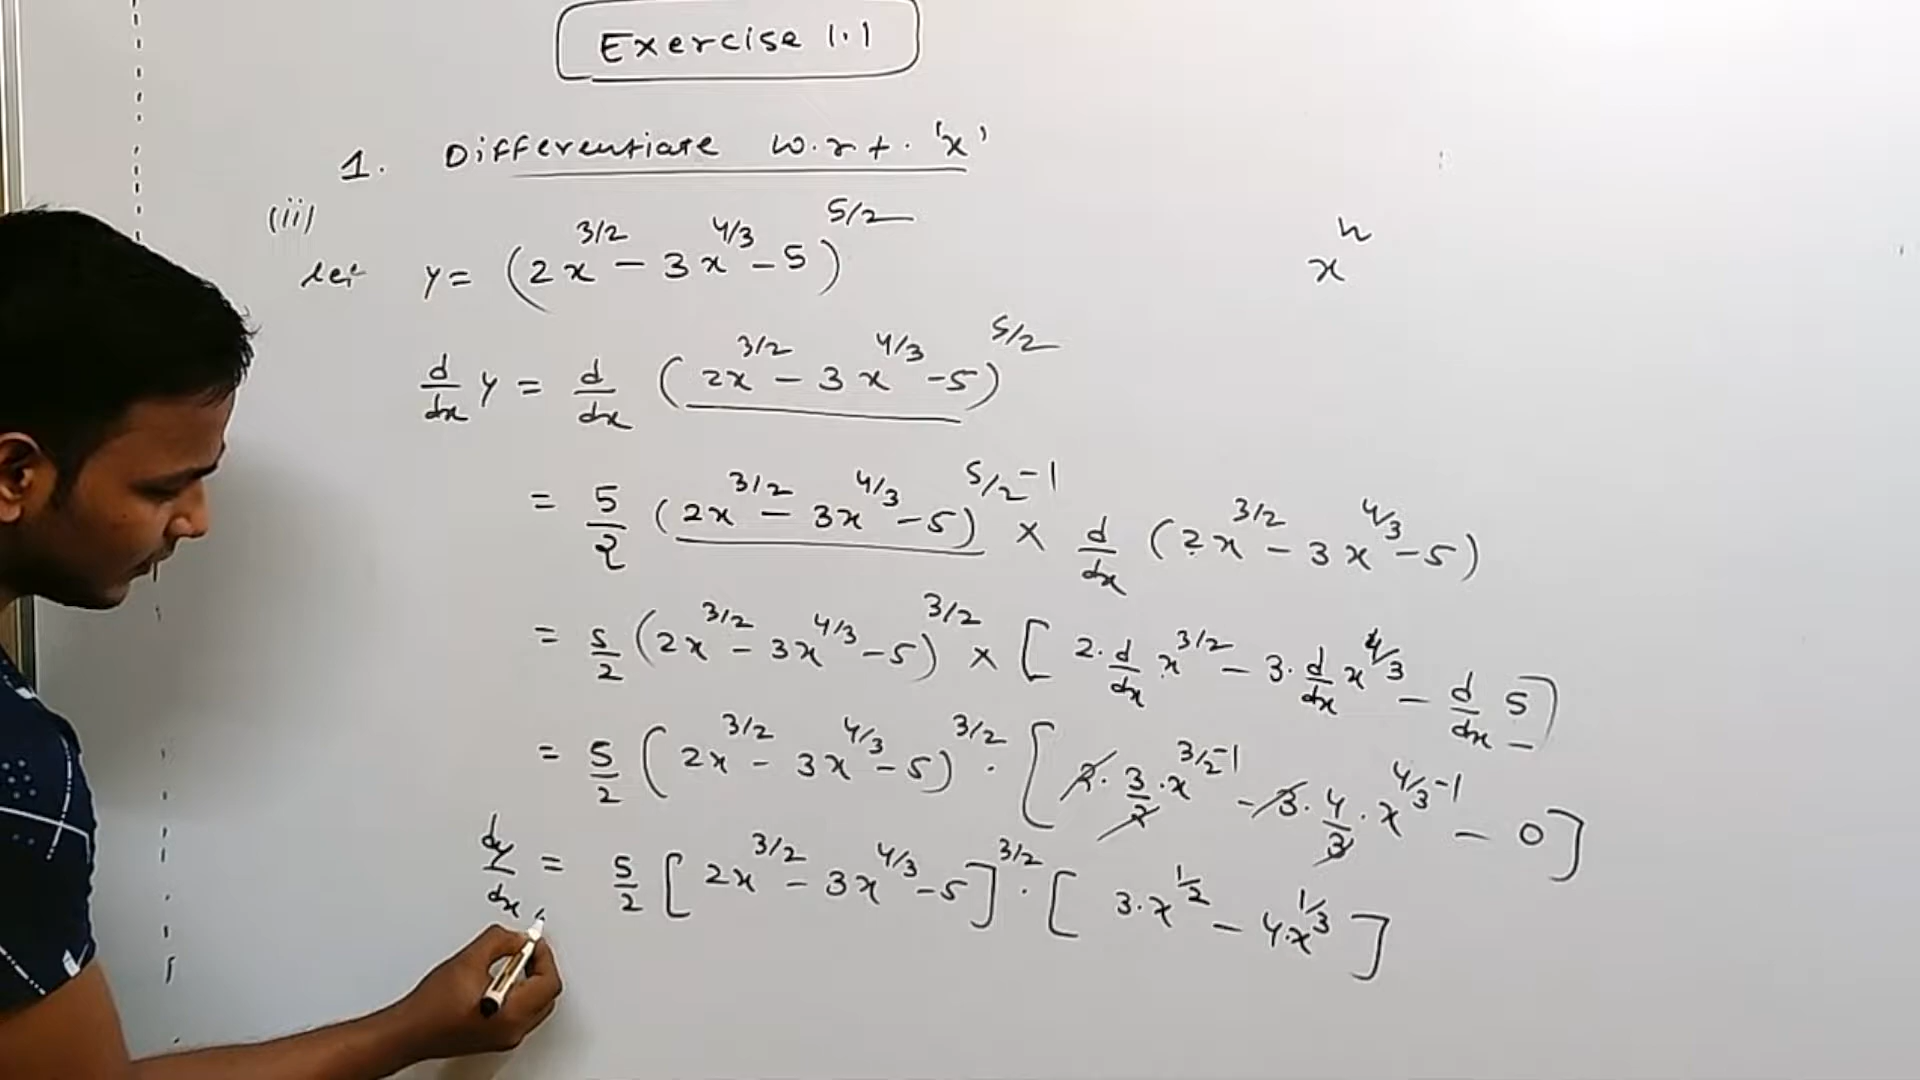 Exercise 1.1
1. Differentiate w.r.t. 'x'
(ii)
let y = (2x^{3/2} - 3x^{4/3} - 5)^{5/2}
x^n
d/dx y = d/dx (2x^{3/2} - 3x^{4/3} - 5)^{5/2}
= 5/2 (2x^{3/2} - 3x^{4/3} - 5)^{5/2 - 1} × d/dx (2x^{3/2} - 3x^{4/3} - 5)
= 5/2 (2x^{3/2} - 3x^{4/3} - 5)^{3/2} × [2. d/dx x^{3/2} - 3. d/dx x^{4/3} - d/dx 5]
= 5/2 (2x^{3/2} - 3x^{4/3} - 5)^{3/2} . [2. 3/2 . x^{3/2 - 1} - 3. 4/3 . x^{4/3 - 1} - 0]
dy/dx = 5/2 [2x^{3/2} - 3x^{4/3} - 5]^{3/2} . [3.x^{1/2} - 4.x^{1/3}]